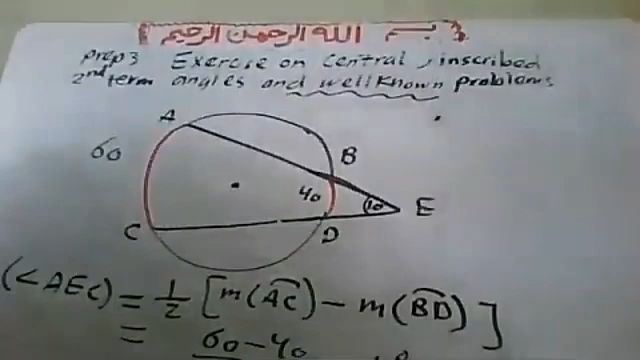 بسم الله الرحمن الرحيم
prep3 Exercise on central, inscribed
2nd term angles and wellknown problems
A
60
B
40
10
E
C
D
(<AEC) = 1/2 [m(AC) - m(BD)]
= 60-40